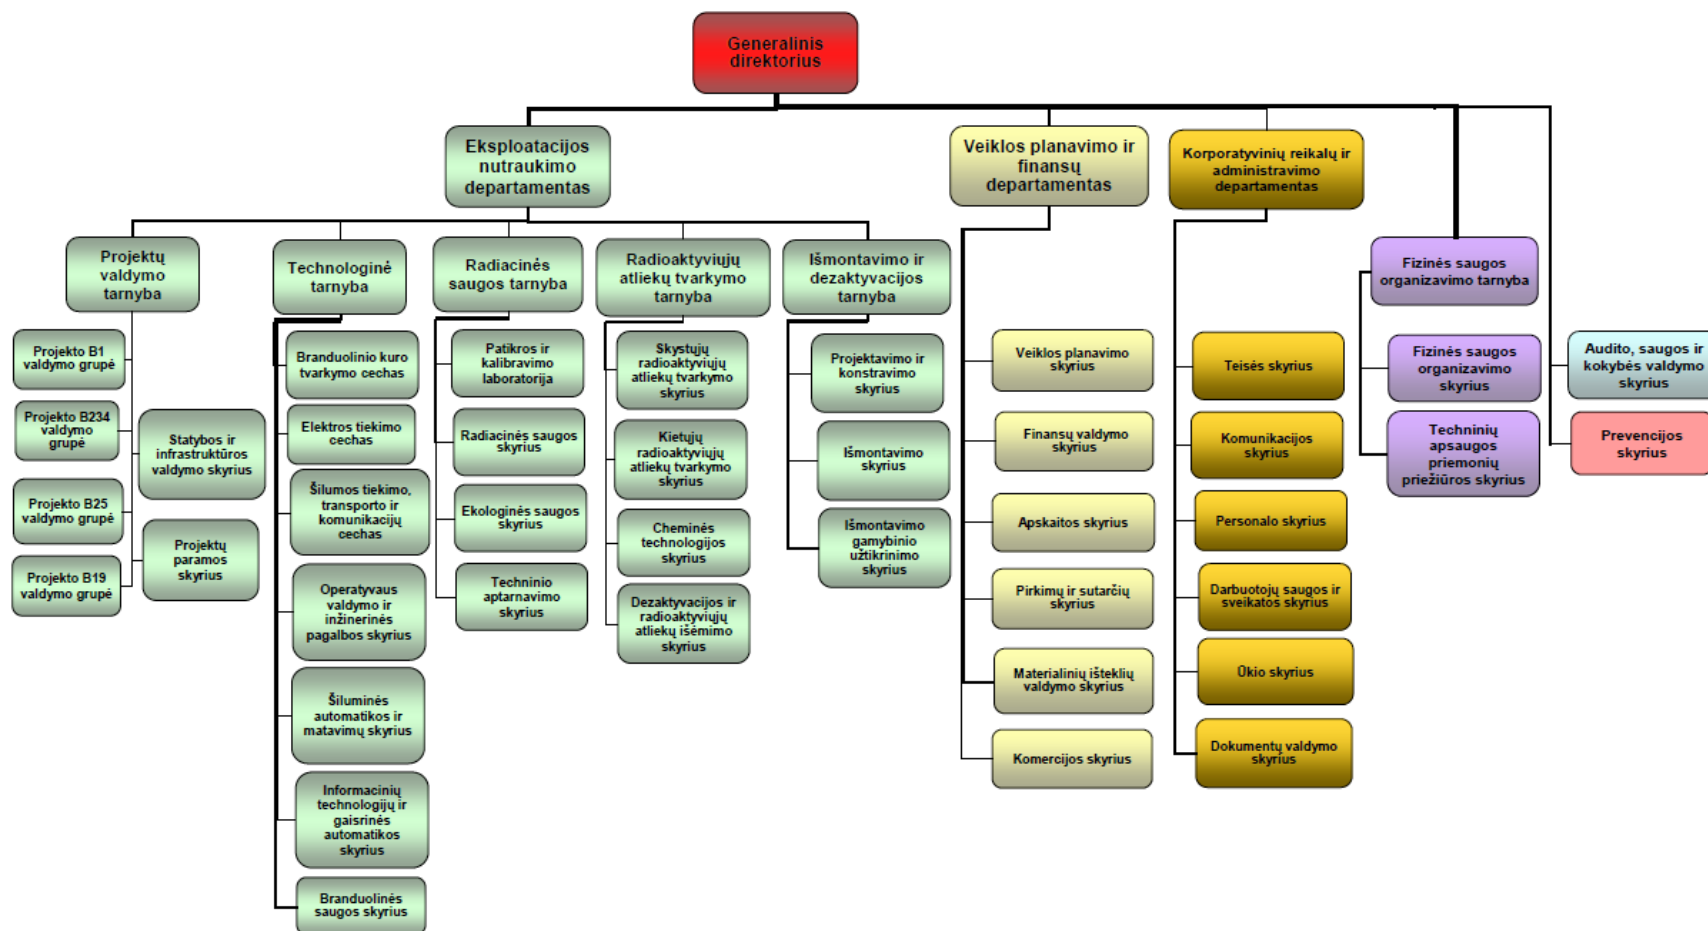 Generalinis
direktorius
Eksploatacijos
nutraukimo
departamentas
Veiklos planavimo ir
finansų
departamentas
Korporatyvinių reikalų ir
administravimo
departamentas
Projektų
valdymo
tarnyba
Technologinė
tarnyba
Radiacinės
saugos tarnyba
Radioaktyviųjų
atliekų tvarkymo
tarnyba
Išmontavimo ir
dezaktyvacijos
tarnyba
Fizinės saugos
organizavimo tarnyba
Projekto B1
valdymo grupė
Projekto B234
valdymo
grupė
Projekto B25
valdymo grupė
Projekto B19
valdymo grupė
Statybos ir
infrastruktūros
valdymo skyrius
Projektų
paramos
skyrius
Branduolinio kuro
tvarkymo cechas
Elektros tiekimo
cechas
Šilumos tiekimo,
transporto ir
komunikacijų
cechas
Operatyvaus
valdymo ir
inžinerinės
pagalbos skyrius
Šiluminės
automatikos ir
matavimų skyrius
Informacinių
technologijų ir
gaisrinės
automatikos
skyrius
Branduolinės
saugos skyrius
Patikros ir
kalibravimo
laboratorija
Radiacinės saugos
skyrius
Ekologinės saugos
skyrius
Techninio
aptarnavimo
skyrius
Skystųjų
radioaktyviųjų
atliekų tvarkymo
skyrius
Kietųjų
radioaktyviųjų
atliekų tvarkymo
skyrius
Cheminės
technologijos
skyrius
Dezaktyvacijos ir
radioaktyviųjų
atliekų išėmimo
skyrius
Projektavimo ir
konstravimo
skyrius
Išmontavimo
skyrius
Išmontavimo
gamybinio
užtikrinimo
skyrius
Veiklos planavimo
skyrius
Finansų valdymo
skyrius
Apskaitos skyrius
Pirkimų ir sutarčių
skyrius
Materialinių išteklių
valdymo skyrius
Komercijos skyrius
Teisės skyrius
Komunikacijos
skyrius
Personalo skyrius
Darbuotojų saugos ir
sveikatos skyrius
Ūkio skyrius
Dokumentų valdymo
skyrius
Fizinės saugos
organizavimo
skyrius
Techninių
apsaugos
priemonių
priežiūros skyrius
Audito, saugos ir
kokybės valdymo
skyrius
Prevencijos
skyrius